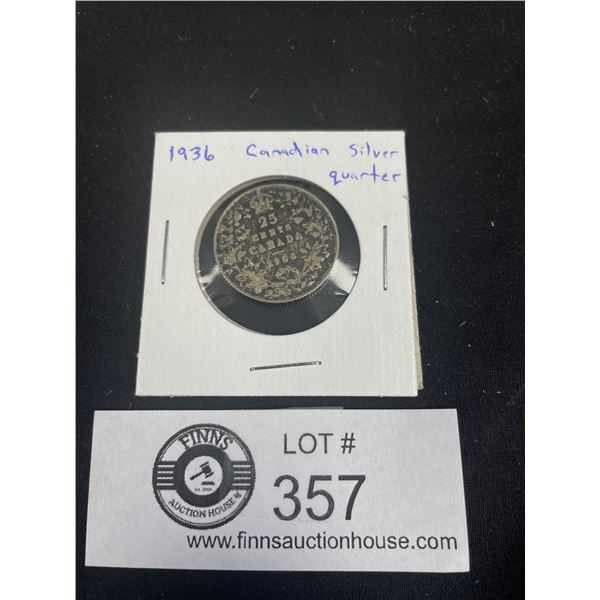 1936 Canadian Silver
quarter
25
CENTS
CANADA
LOT #
357
FINNS
AUCTION HOUSE
www.finnsauctionhouse.com